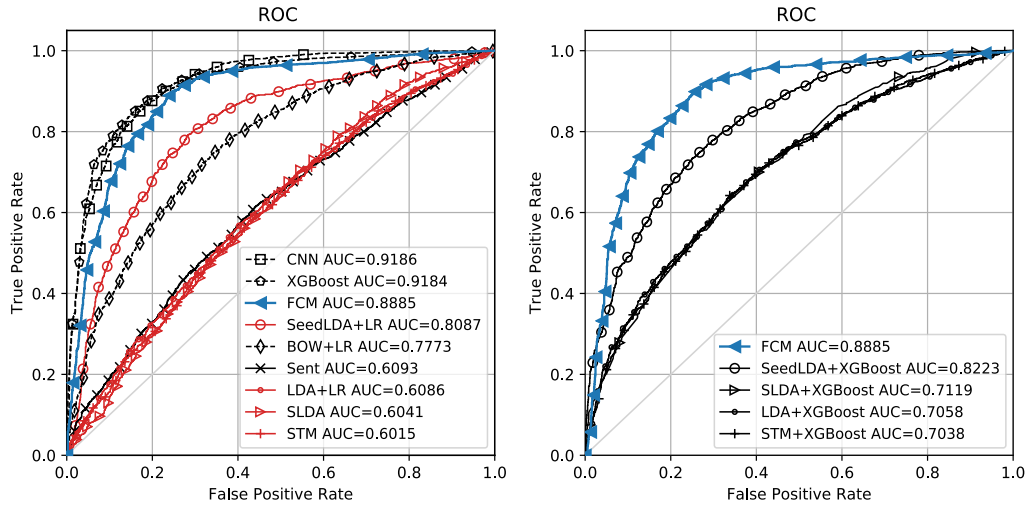 ROC
True Positive Rate
1.0
0.8
0.6
0.4
0.2
0.0
CNN AUC=0.9186
XGBoost AUC=0.9184
FCM AUC=0.8885
SeedLDA+LR AUC=0.8087
BOW+LR AUC=0.7773
Sent AUC=0.6093
LDA+LR AUC=0.6086
SLDA AUC=0.6041
STM AUC=0.6015
0.0 0.2 0.4 0.6 0.8 1.0
False Positive Rate
ROC
True Positive Rate
1.0
0.8
0.6
0.4
0.2
0.0
FCM AUC=0.8885
SeedLDA+XGBoost AUC=0.8223
SLDA+XGBoost AUC=0.7119
LDA+XGBoost AUC=0.7058
STM+XGBoost AUC=0.7038
0.0 0.2 0.4 0.6 0.8 1.0
False Positive Rate